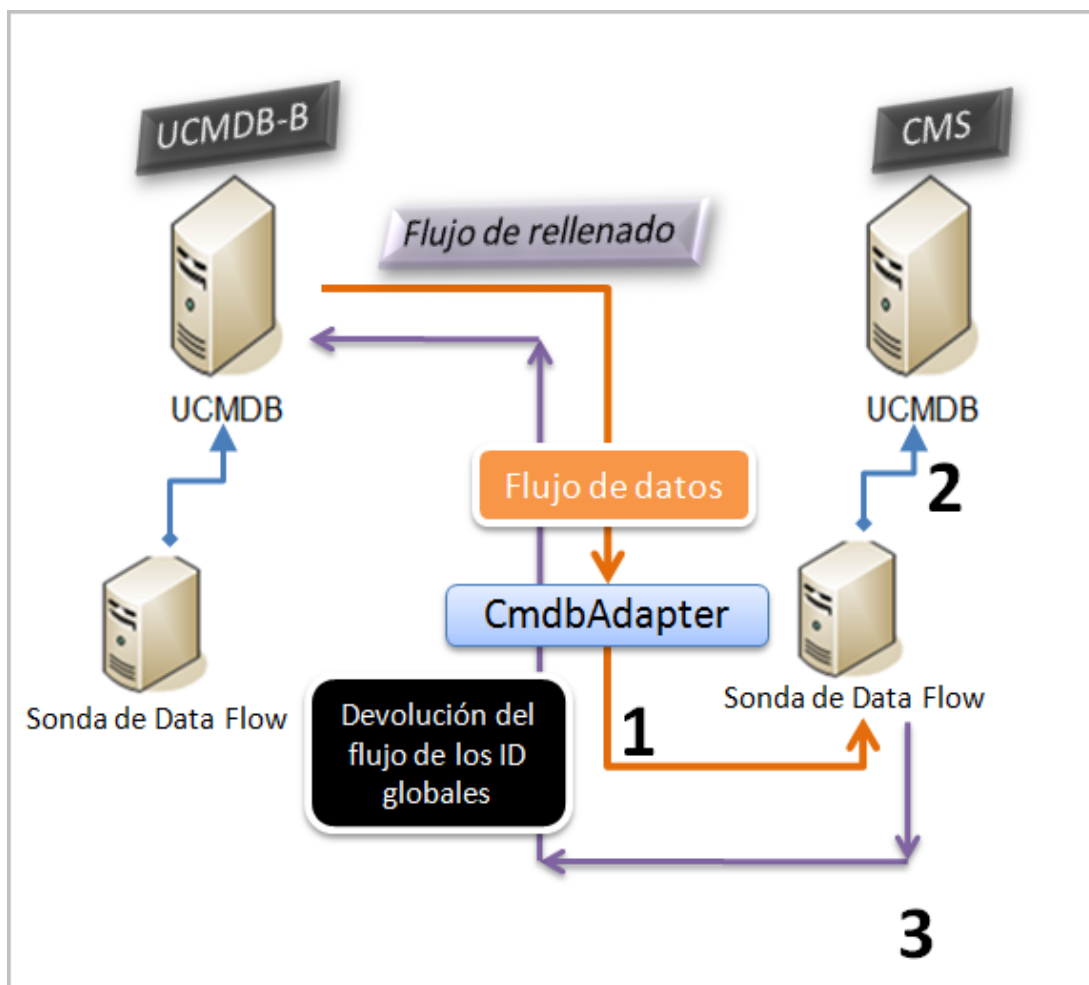 UCMDB-B
CMS
Flujo de rellenado
UCMDB
UCMDB
Flujo de datos
2
CmdbAdapter
Sonda de Data Flow
Sonda de Data Flow
Devolución del
flujo de los ID
globales
1
3